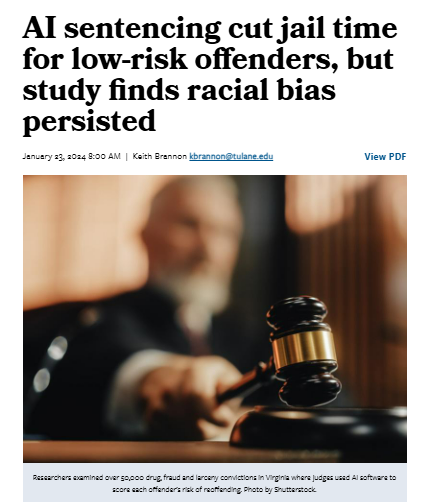 AI sentencing cut jail time
for low-risk offenders, but
study finds racial bias
persisted
January 23, 2024 8:00 AM | Keith Brannon kbrannon@tulane.edu
View PDF
Researchers examined over 50,000 drug, fraud and larceny convictions in Virginia where judges used AI software to
score each offender's risk of reoffending. Photo by Shutterstock.